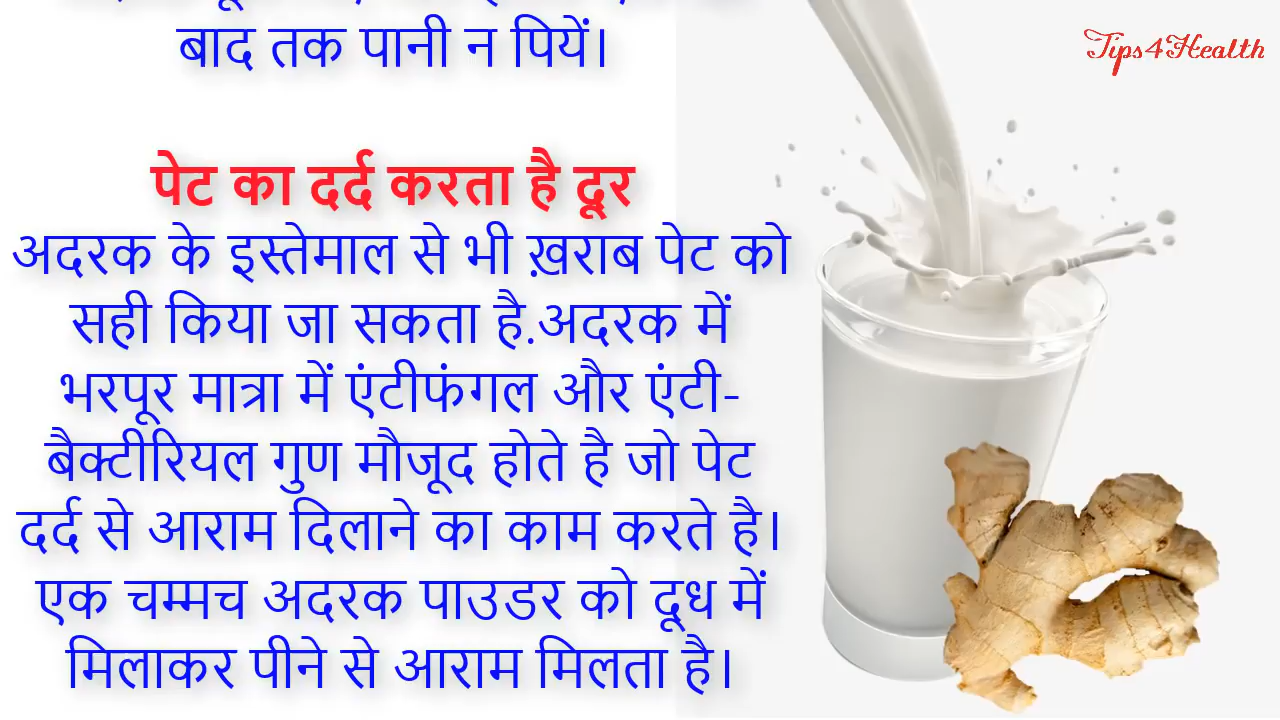 बाद तक पानी न पियें।
Tips4Health
पेट का दर्द करता है दूर
अदरक के इस्तेमाल से भी ख़राब पेट को
सही किया जा सकता है.अदरक में
भरपूर मात्रा में एंटीफंगल और एंटी-
बैक्टीरियल गुण मौजूद होते है जो पेट
दर्द से आराम दिलाने का काम करते है।
एक चम्मच अदरक पाउडर को दूध में
मिलाकर पीने से आराम मिलता है।